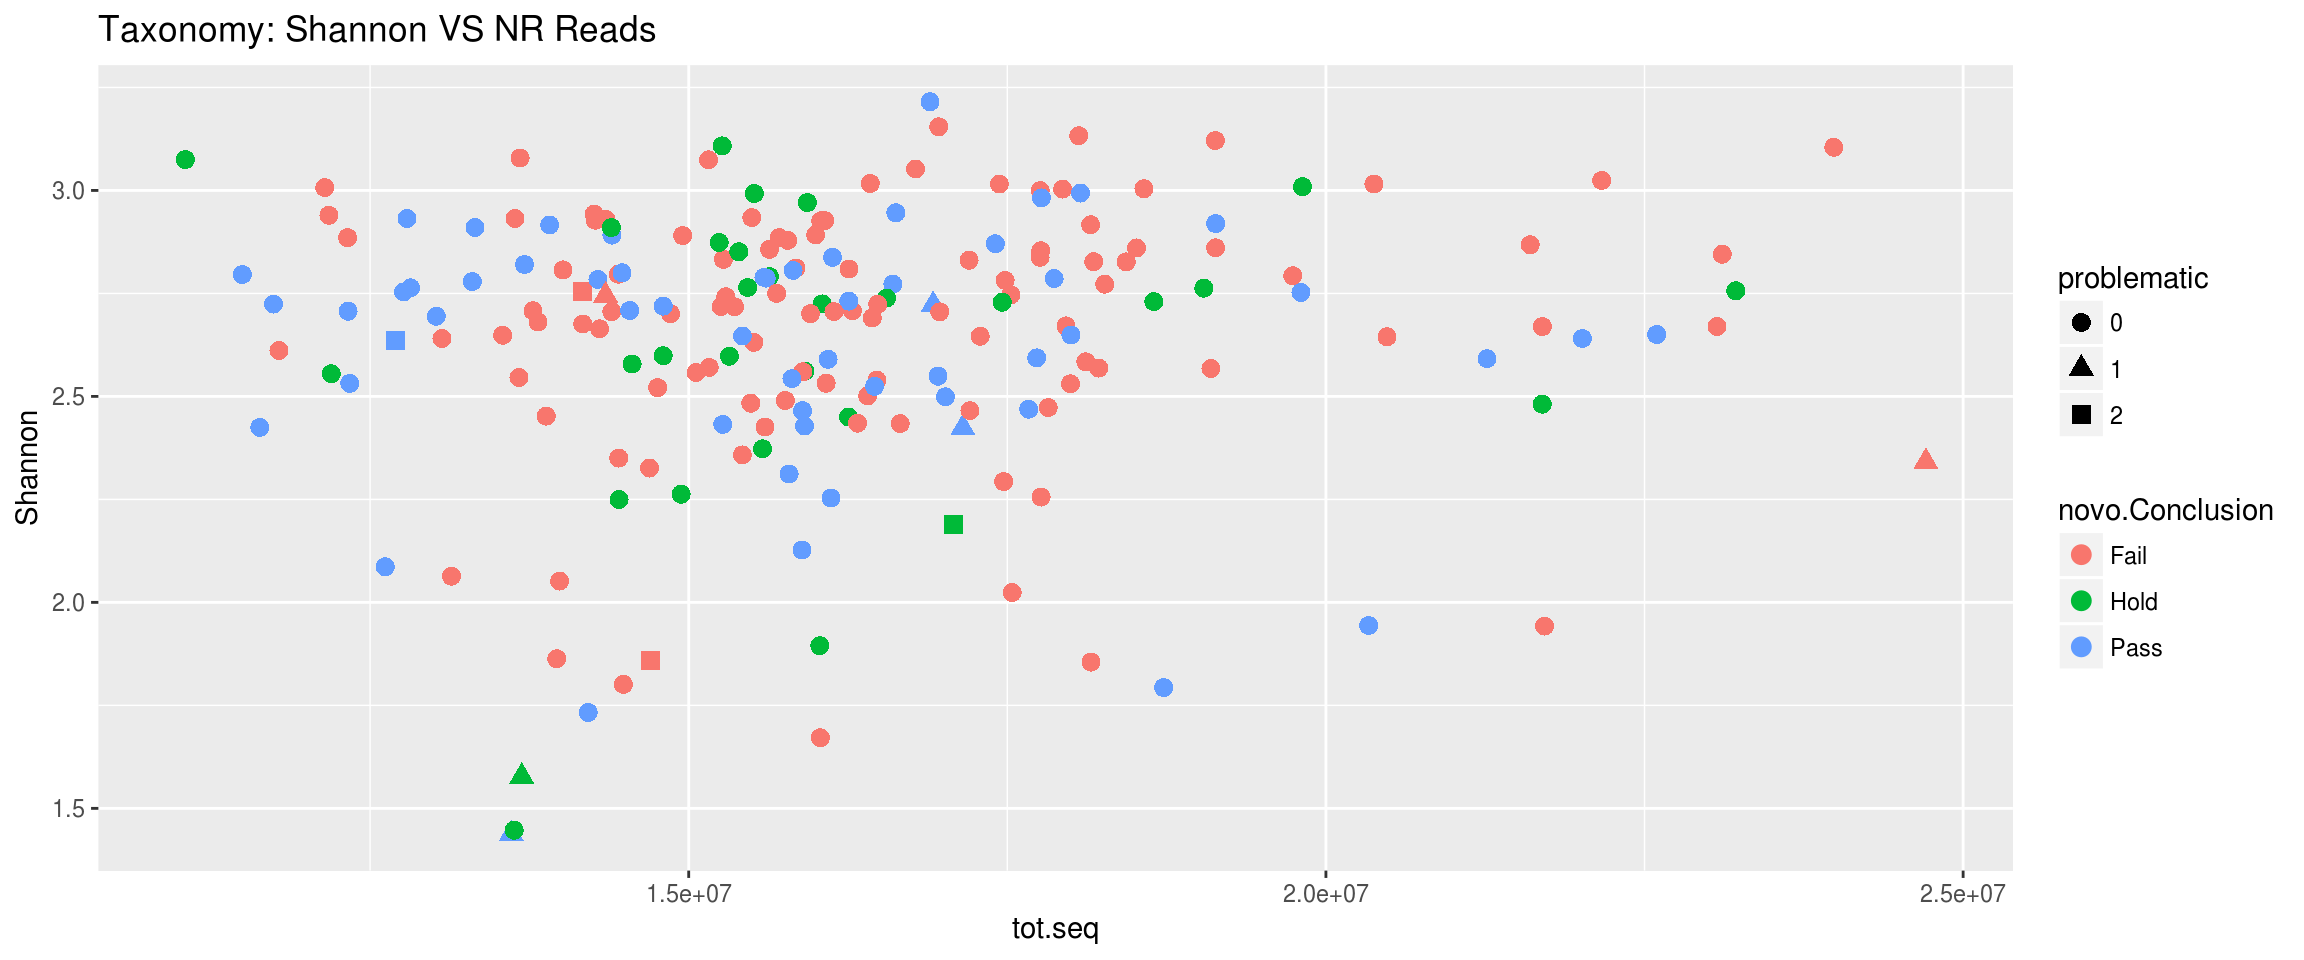 Taxonomy: Shannon VS NR Reads
3.0
2.5
2.0
1.5
Shannon
1.5e+07
2.0e+07
2.5e+07
tot.seq
problematic
0
1
2
novo.Conclusion
Fail
Hold
Pass